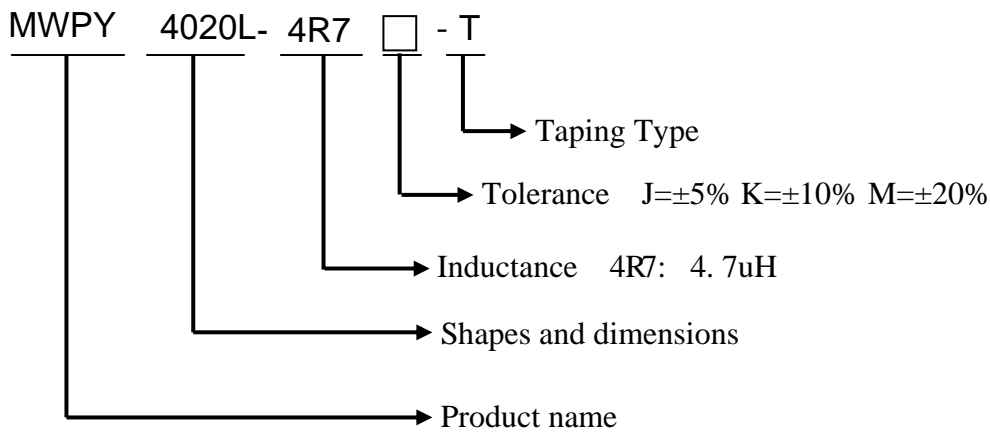 MWPY 4020L- 4R7 □ - T
Taping Type
Tolerance J=±5% K=±10% M=±20%
Inductance 4R7: 4. 7uH
Shapes and dimensions
Product name